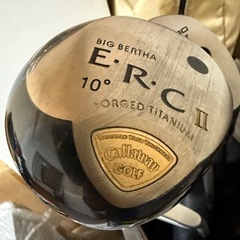 BIG BERTHA
E·R·C II
10°
FORGED TITANIUM
Callaway
GOLF